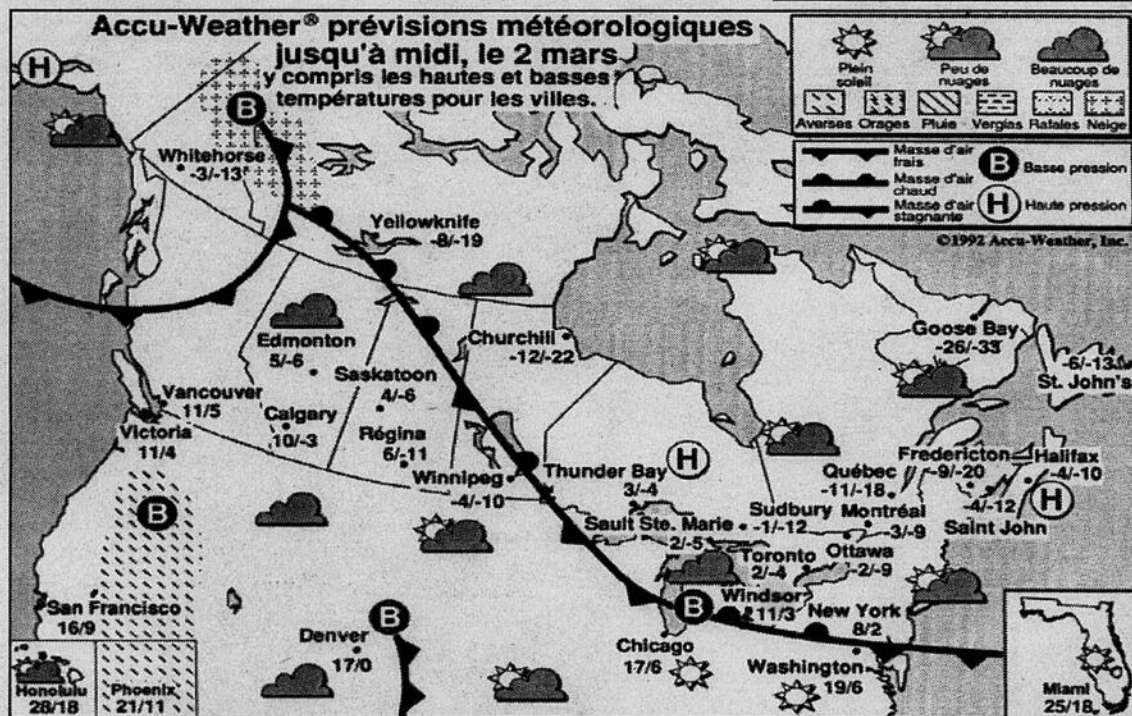 Accu-Weather® prévisions météorologiques
jusqu'à midi, le 2 mars
y compris les hautes et basses
températures pour les villes.
Plein
soleil
Peu de
nuages
Beaucoup de
nuages
Averses Orages Pluie Verglas Rafales Neige
Masse d'air
frais
Masse d'air
chaud
Masse d'air
stagnante
B Basse pression
H Haute pression
©1992 Accu-Weather, Inc.
H
B
Whitehorse
-3/-13
Yellowknife
-8/-19
Edmonton
5/-6
Churchill
-12/-22
Goose Bay
-26/-33
-6/-13
St. John's
Saskatoon
4/-6
Vancouver
11/5
Victoria
11/4
Calgary
10/-3
Régina
6/-11
Winnipeg
-4/-10
Thunder Bay
3/-4
H
Québec
-11/-18
Fredericton
-9/-20
Halifax
-4/-10
H
-4/-12
Saint John
Sudbury
-1/-12
Montréal
-3/-9
Sault Ste. Marie
2/-5
Toronto
2/-4
Ottawa
-2/-9
B
San Francisco
16/9
B
Denver
17/0
B
Windsor
11/3
New York
8/2
Chicago
17/6
Washington
19/6
Honolulu
28/18
Phoenix
21/11
Miami
25/18